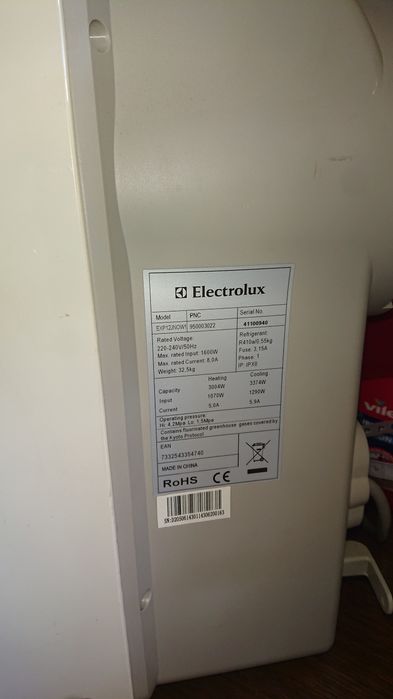 Electrolux
Model PNC Serial No.
EXP12JN0W1 950003022 41100940
Rated Voltage:
220-240V/50Hz
Max. rated Input: 1600W
Max. rated Current: 8,0A
Weight: 32,5kg
Refrigerant:
R410a/0.55kg
Fuse: 3,15A
Phase: 1
IP: IPX0
Heating Cooling
Capacity 3004W 3374W
Input 1070W 1290W
Current 5,0A 5,9A
Operating pressure:
Hi: 4,2Mpa Lo: 1,5Mpa
Contains fluorinated greenhouse gases covered by
the Kyoto Protocol
EAN
7332543354740
MADE IN CHINA
RoHS CE
vile